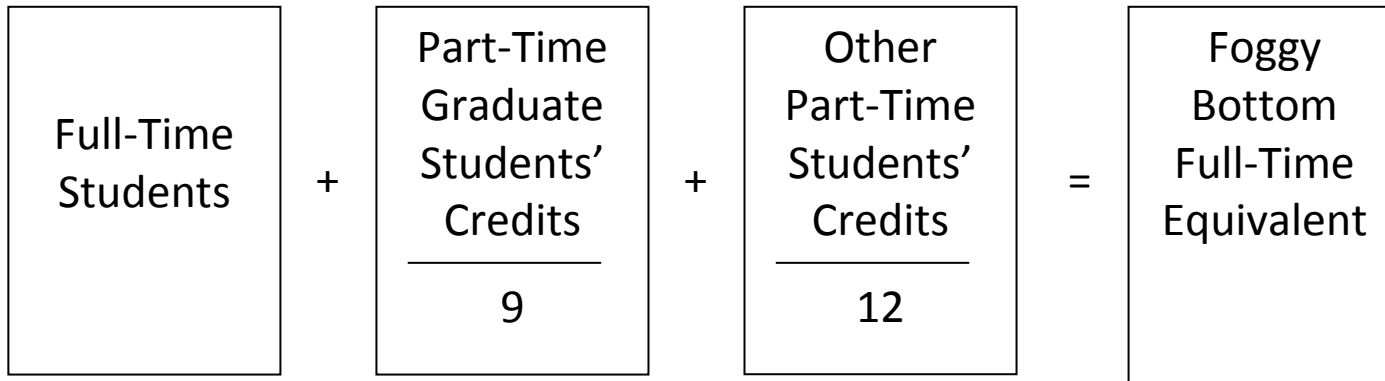 Full-Time
Students
+
Part-Time
Graduate
Students’
Credits
9
+
Other
Part-Time
Students’
Credits
12
=
Foggy
Bottom
Full-Time
Equivalent